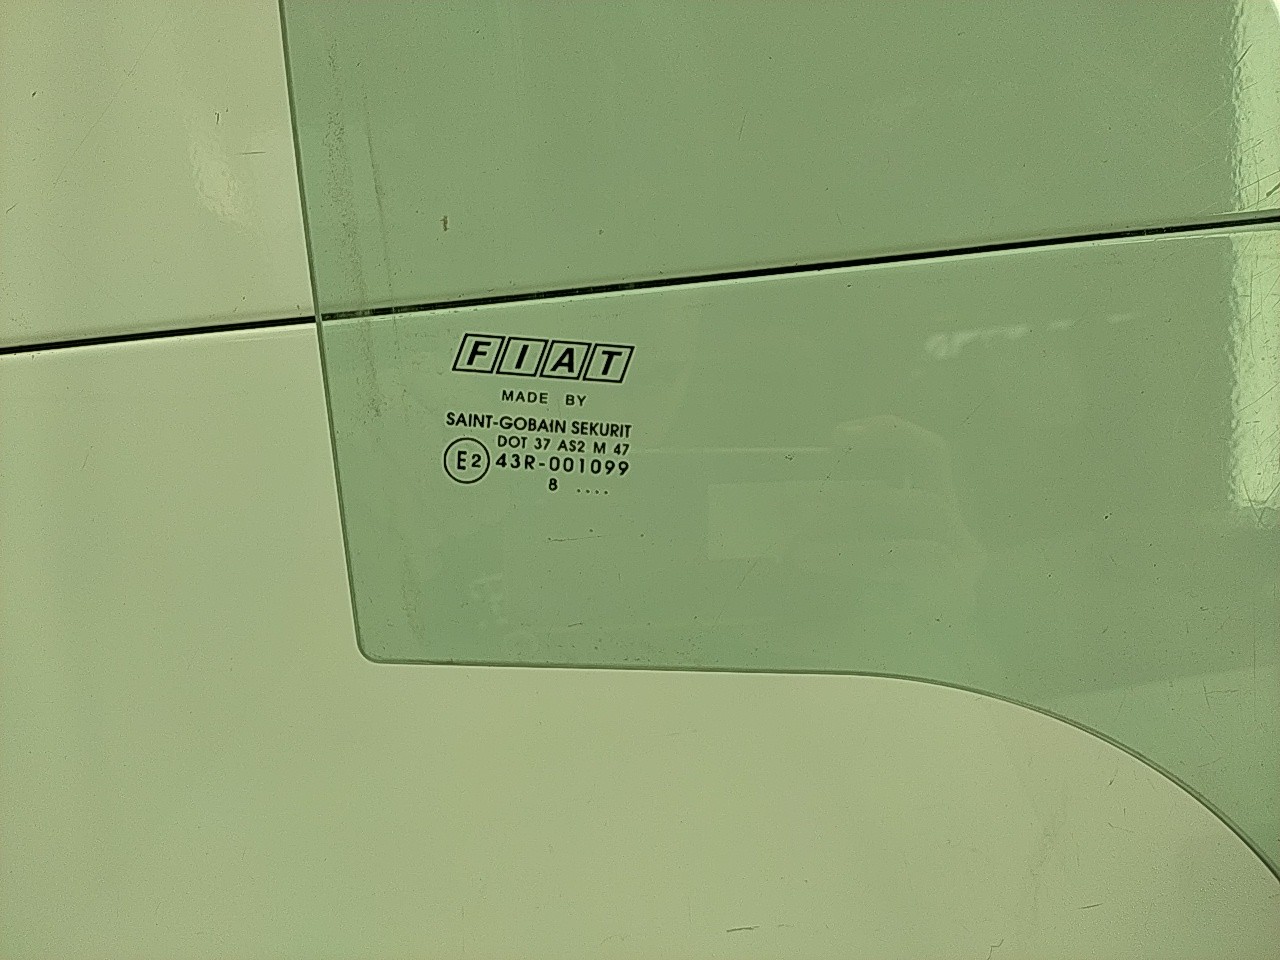 FIAT
MADE BY
SAINT-GOBAIN SEKURIT
DOT 37 AS2 M 47
E2 43R-001099
8 ....